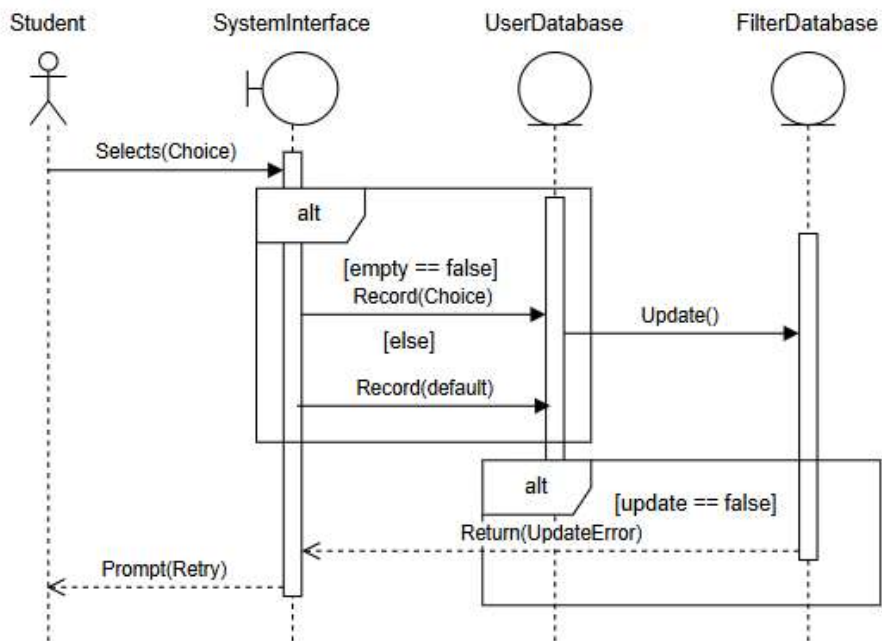 Student
SystemInterface
UserDatabase
FilterDatabase
Selects(Choice)
alt
[empty == false]
Record(Choice)
Update()
[else]
Record(default)
alt
[update == false]
Return(UpdateError)
Prompt(Retry)